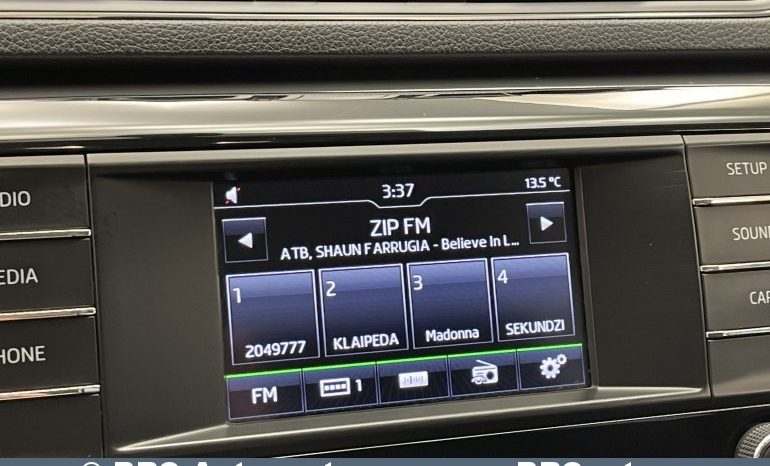 3:37
13.5 °C
ZIP FM
ATB, SHAUN FARRUGIA - Believe In L...
1
2049777
2
KLAIPEDA
3
Madonna
4
SEKUNDZI
FM
1
DIO
EDIA
HONE
SETUP
SOUN
CAR